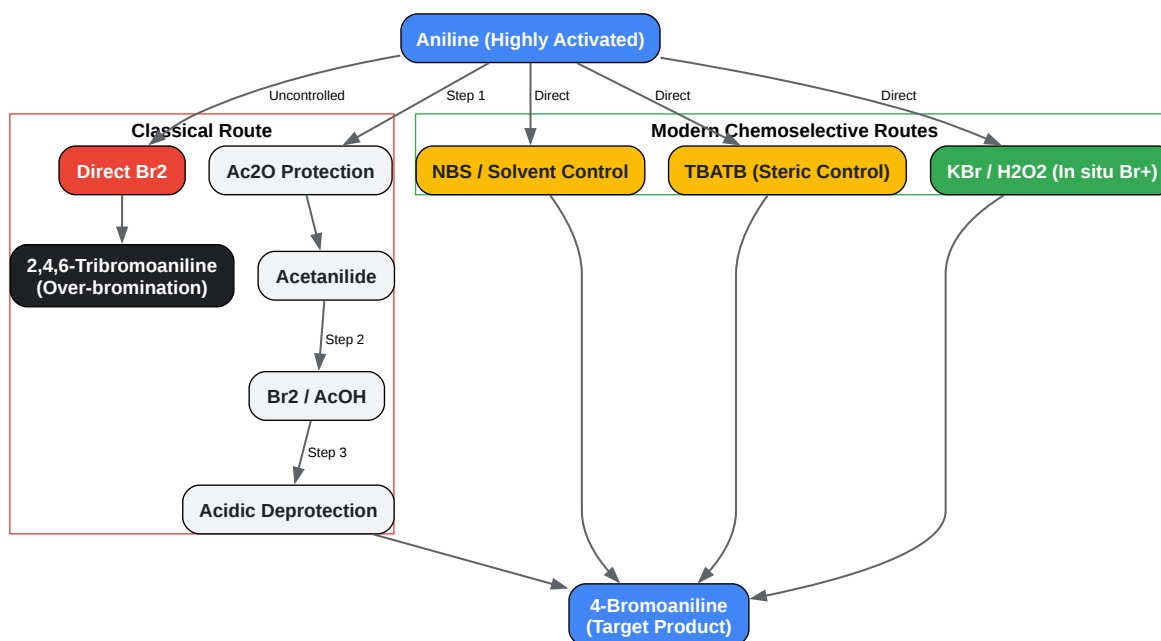 Aniline (Highly Activated)
Uncontrolled
Step 1
Direct
Direct
Direct
Classical Route
Modern Chemoselective Routes
Direct Br2
Ac2O Protection
NBS / Solvent Control
TBATB (Steric Control)
KBr / H2O2 (In situ Br+)
2,4,6-Tribromoaniline
(Over-bromination)
Acetanilide
Step 2
Br2 / AcOH
Step 3
Acidic Deprotection
4-Bromoaniline
(Target Product)